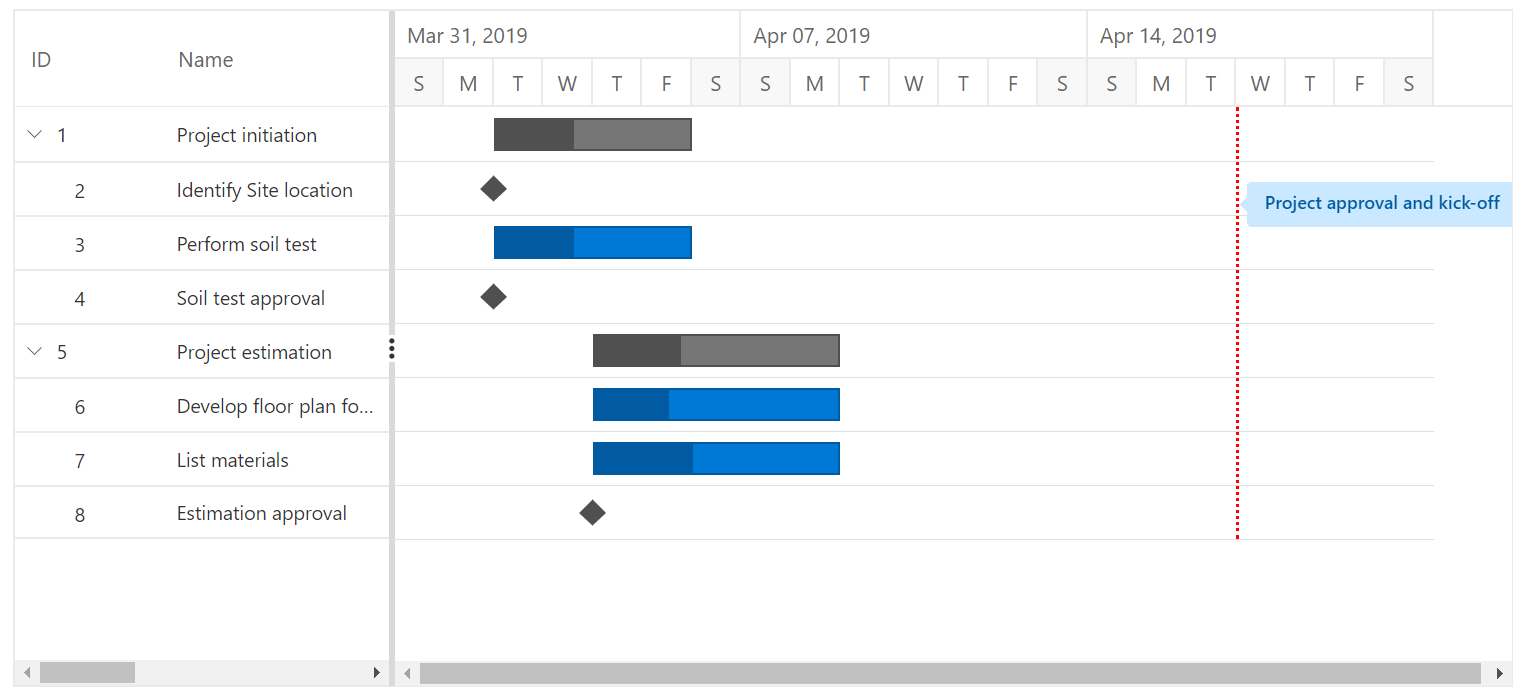 ID Name Mar 31, 2019 Apr 07, 2019 Apr 14, 2019
S M T W T F S S M T W T F S S M T W T F S
1 Project initiation
2 Identify Site location
Project approval and kick-off
3 Perform soil test
4 Soil test approval
5 Project estimation
6 Develop floor plan fo...
7 List materials
8 Estimation approval